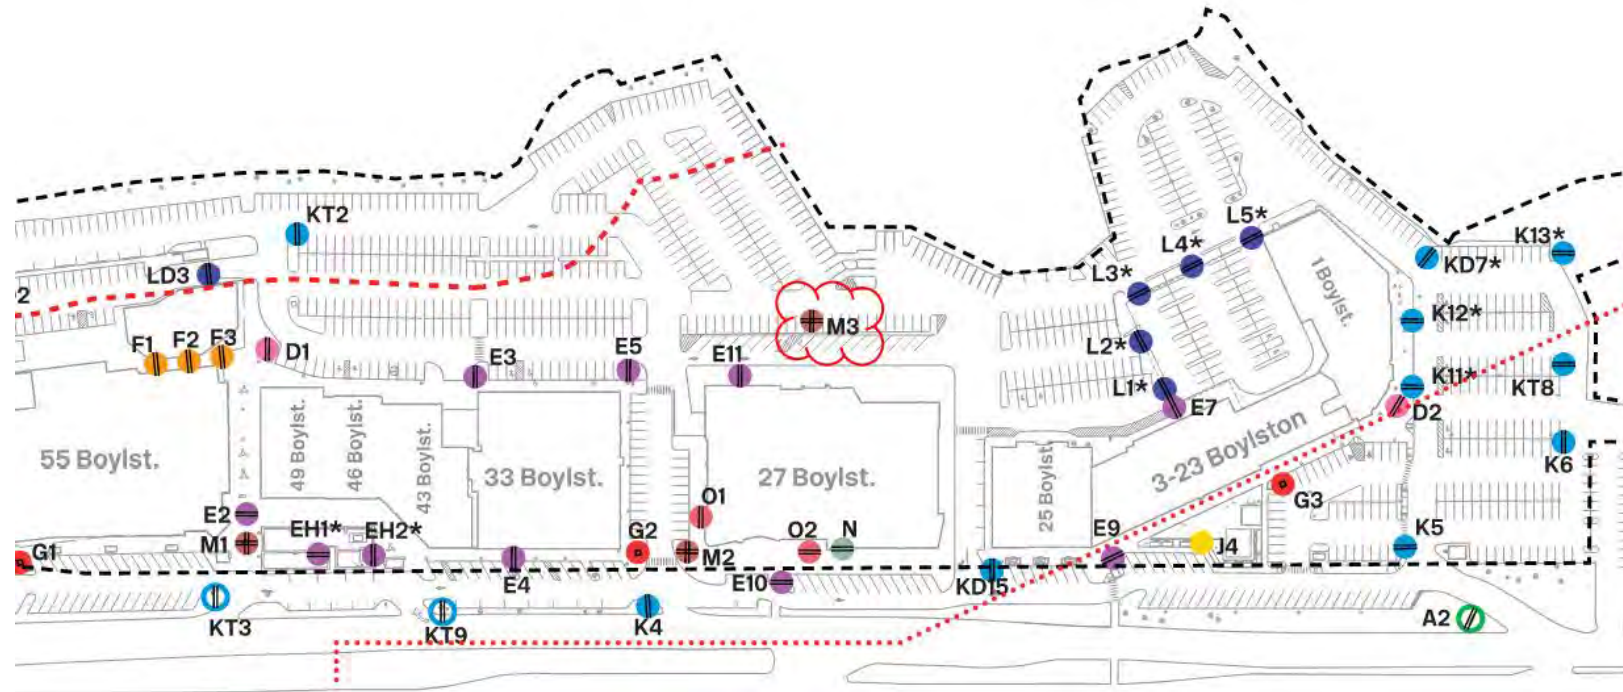 KT2
L5*
L4*
K13*
KD7*
LD3
L3*
1 Boylst.
2
K12*
M3
F1
F2
F3
D1
L2*
E3
E5
E11
K11*
KT8
L1*
E7
D2
55 Boylst.
49 Boylst.
46 Boylst.
43 Boylst.
33 Boylst.
27 Boylst.
25 Boylst.
3-23 Boylston
K6
G3
O1
E2
EH1*
EH2*
G2
O2
N
E9
K5
G1
M1
M2
J4
E4
E10
KD15
KT3
KT9
K4
A2